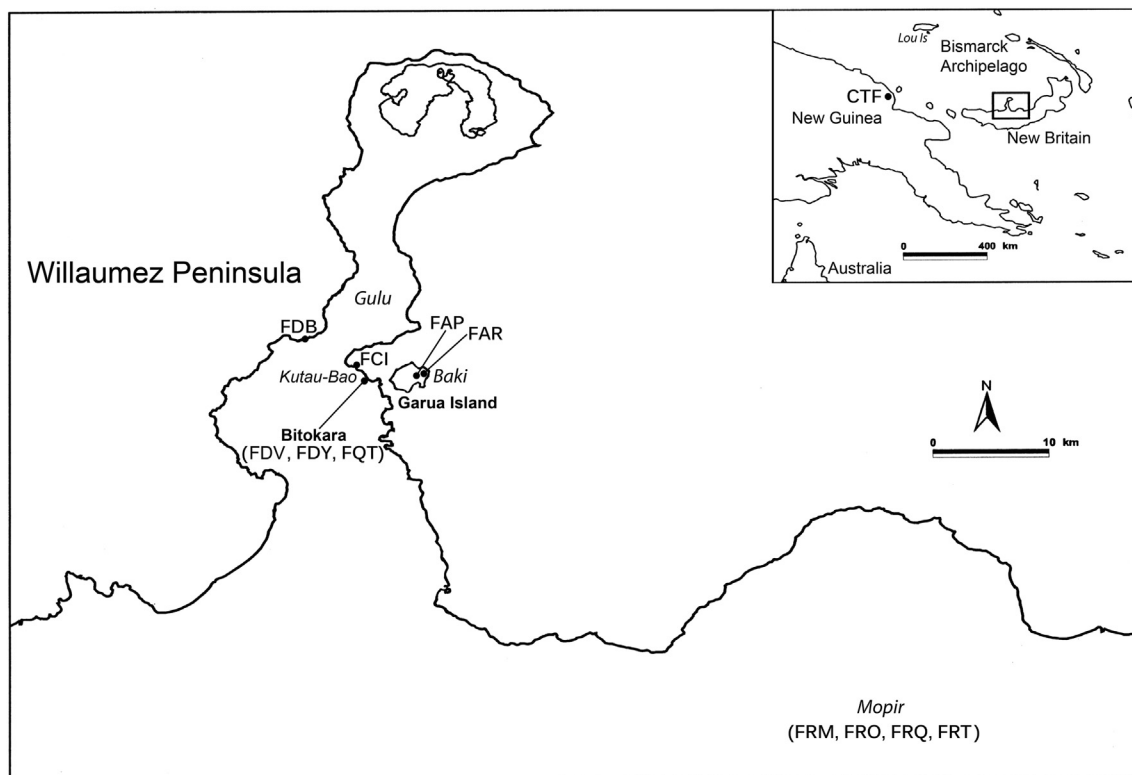 Lou Is
Bismarck
Archipelago
CTF
New Guinea
New Britain
0 400 km
Australia
Willaumez Peninsula
Gulu
FDB
FAP
FAR
FCI
Kutau-Bao
Baki
Garua Island
Bitokara
(FDV, FDY, FQT)
N
0 10 km
Mopir
(FRM, FRO, FRQ, FRT)